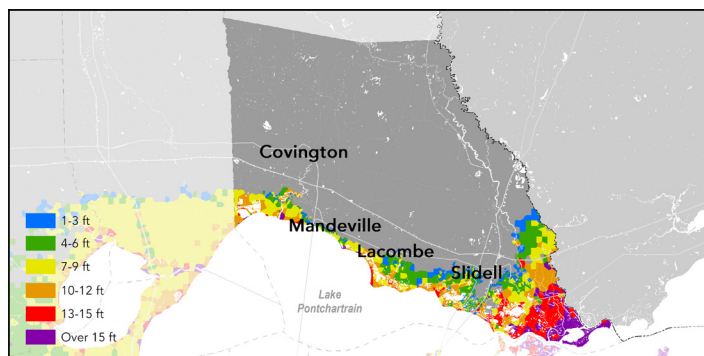 Covington
Mandeville
Lacombe
Slidell
Lake
Pontchartrain
1-3 ft
4-6 ft
7-9 ft
10-12 ft
13-15 ft
Over 15 ft